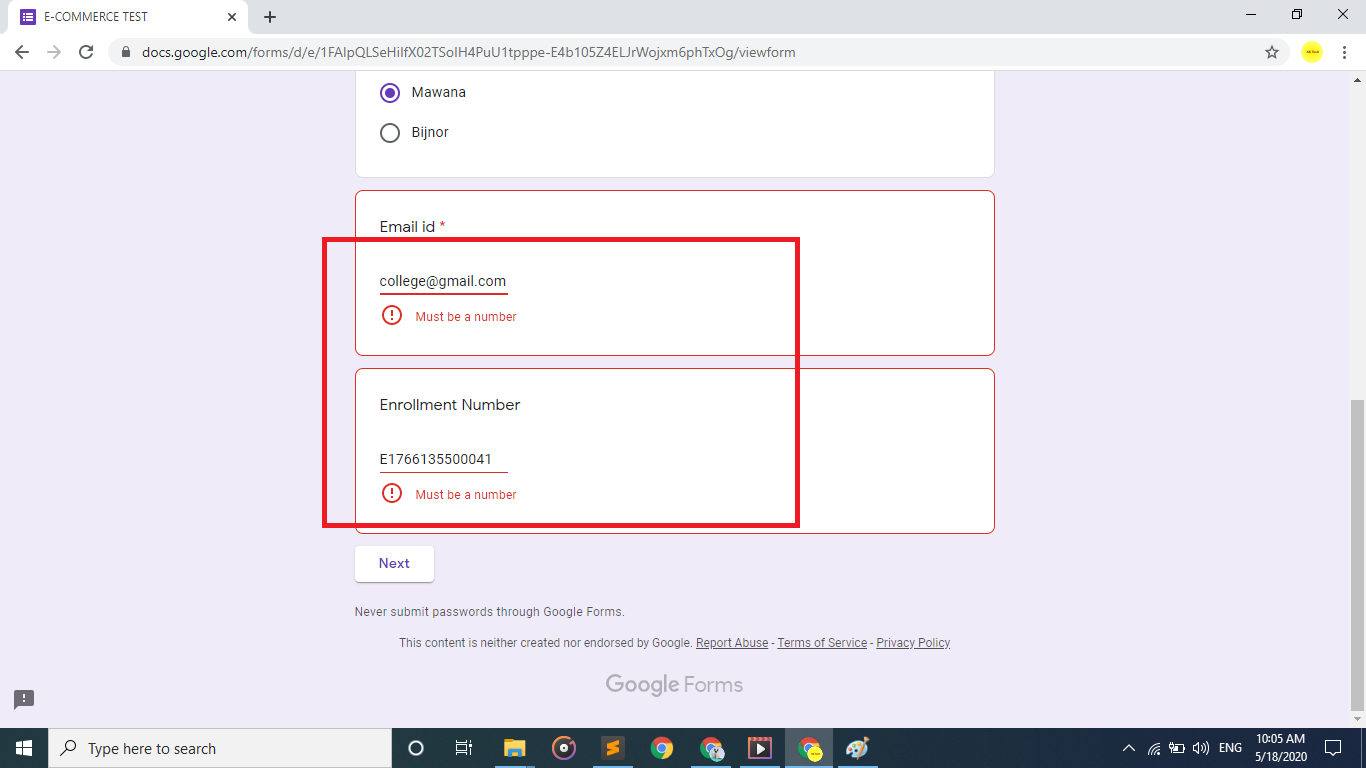 E-COMMERCE TEST
docs.google.com/forms/d/e/1FAIpQLSeHiIfX02TSoIH4PuU1tpppe-E4b105Z4ELJrWojxm6phTxOg/viewform
Mawana
Bijnor
Email id *
college@gmail.com
Must be a number
Enrollment Number
E1766135500041
Must be a number
Next
Never submit passwords through Google Forms.
This content is neither created nor endorsed by Google. Report Abuse - Terms of Service - Privacy Policy
Google Forms
Type here to search
ENG
10:05 AM
5/18/2020